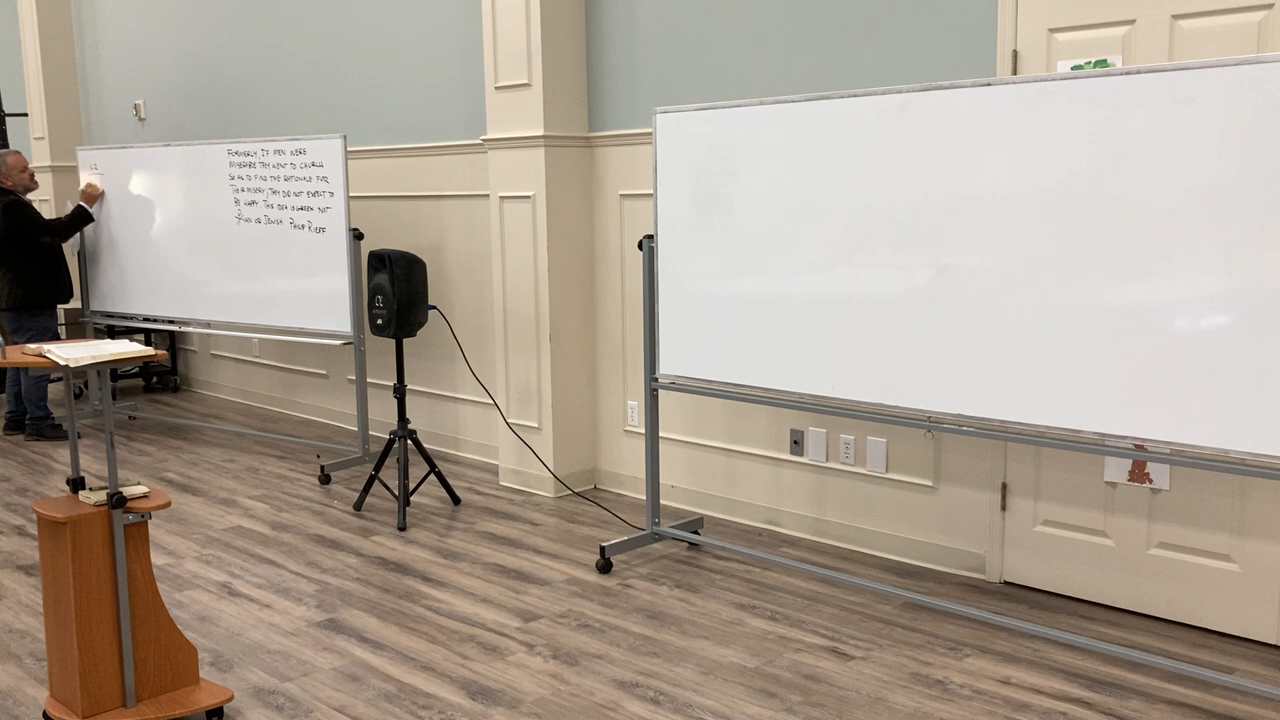 FORMERLY, IF MEN WERE
MISERABLE THEY WENT TO CHURCH
SO AS TO FIND THE RATIONALE FOR
THEIR MISERY, THEY DID NOT EXPECT TO
BE HAPPY THIS IDEA IS GREEK NOT
OR JEWISH PHILIP RIEFF